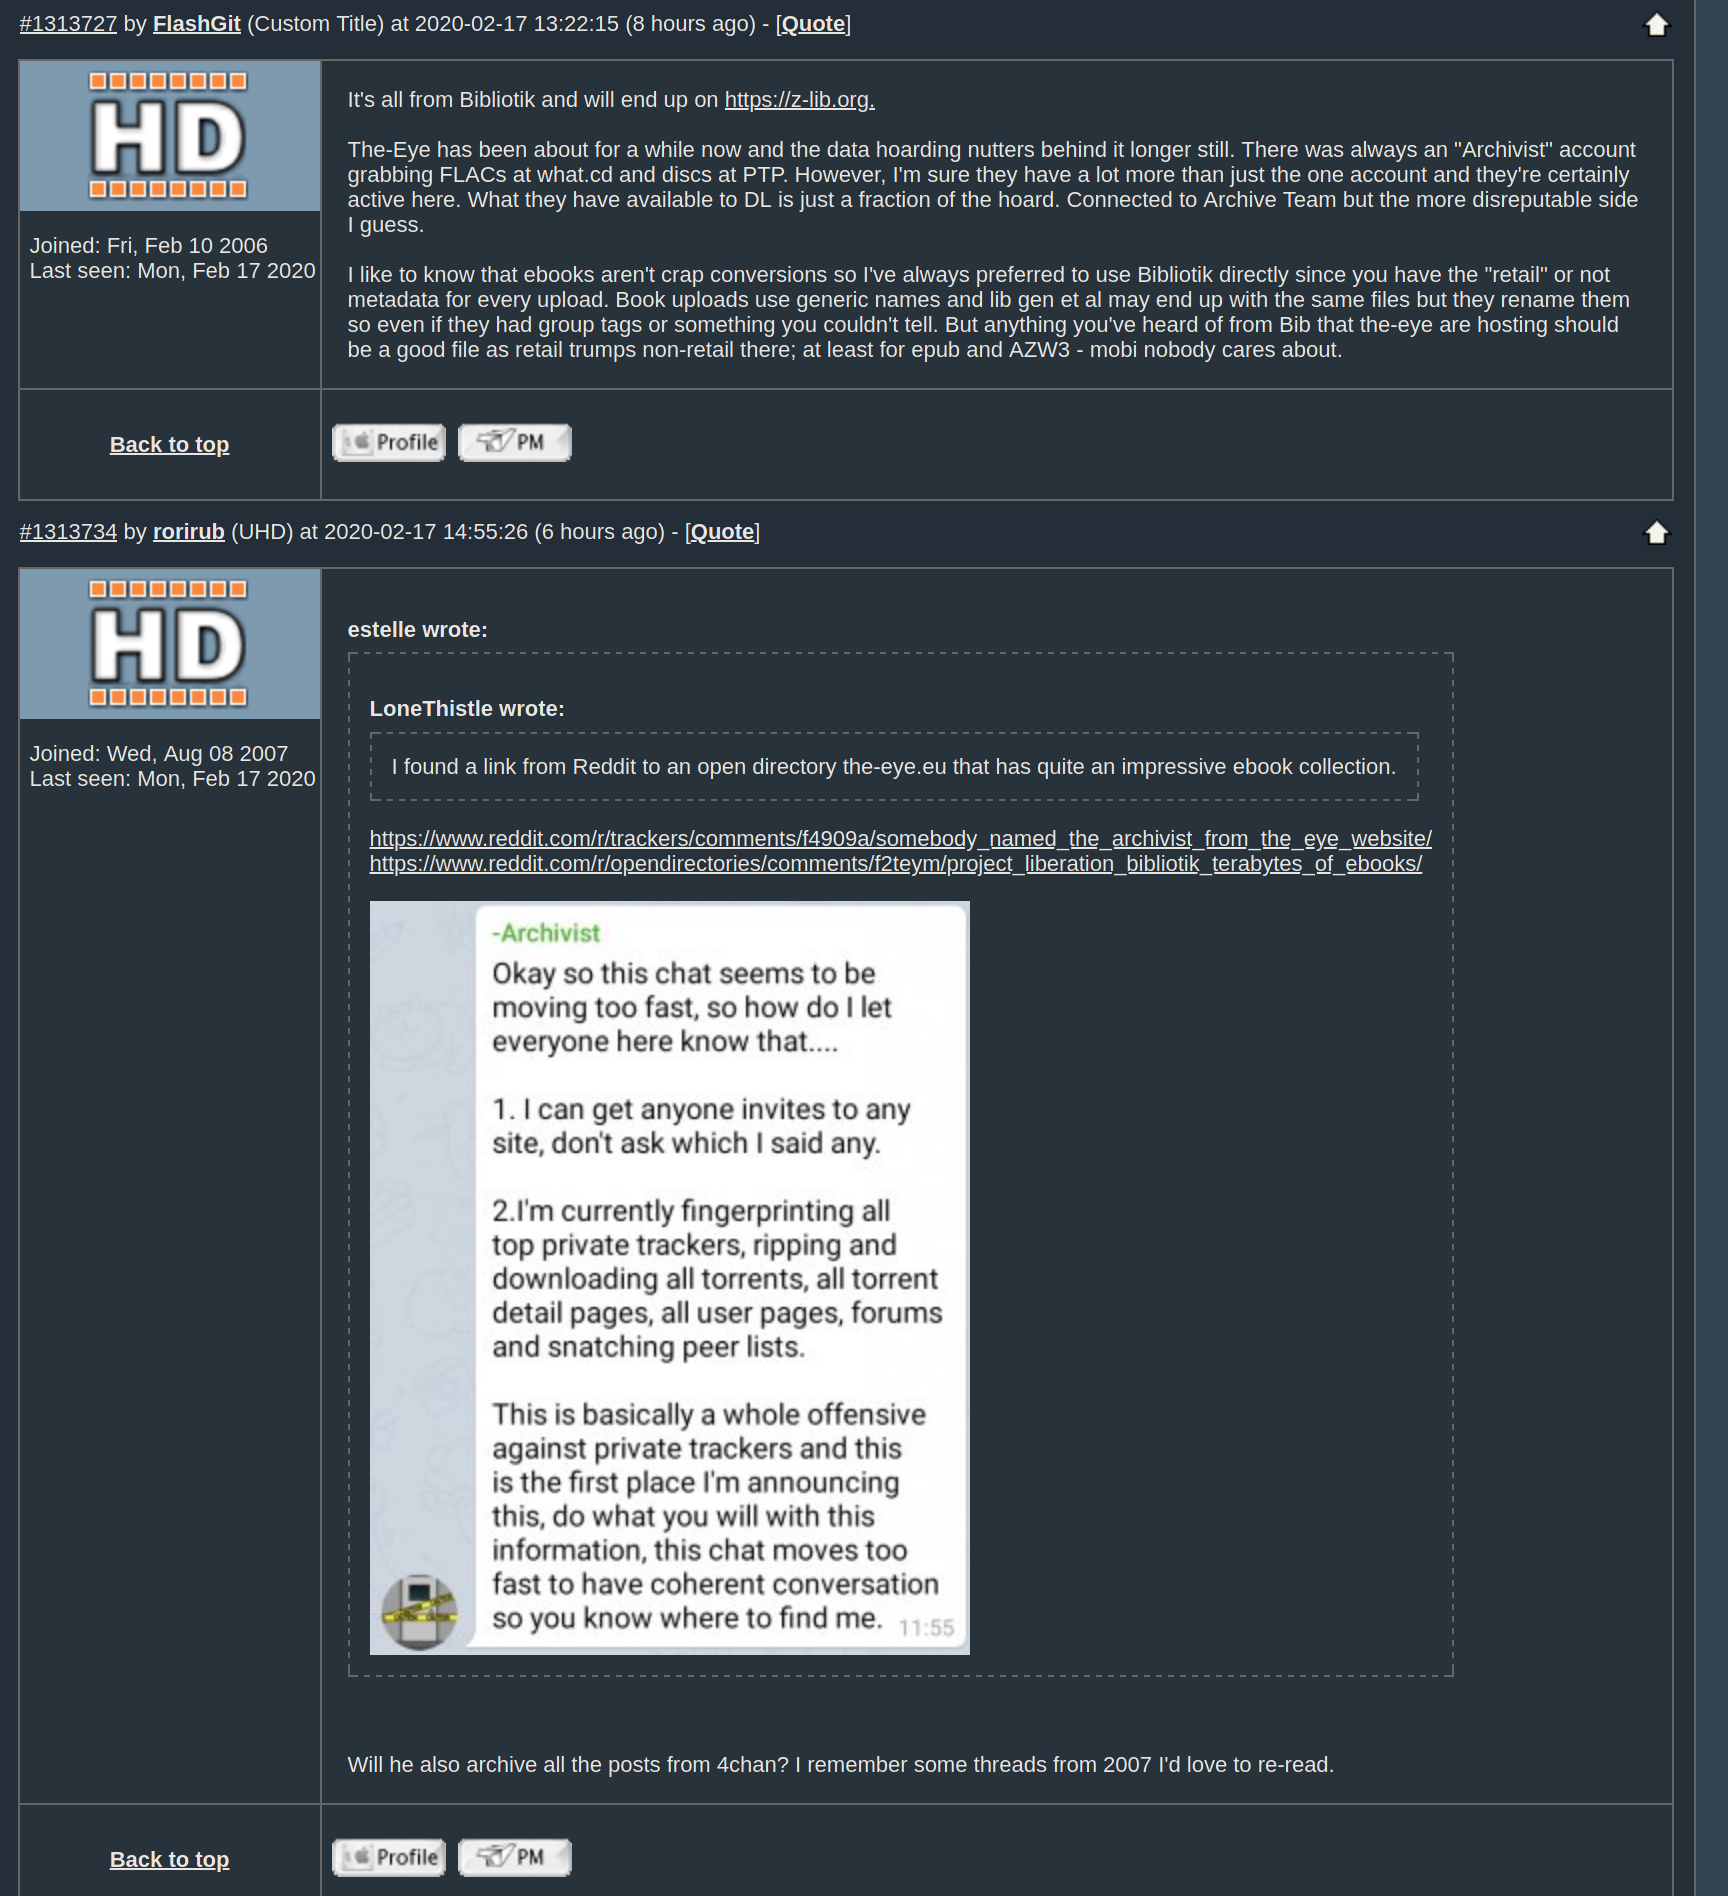 #1313727 by FlashGit (Custom Title) at 2020-02-17 13:22:15 (8 hours ago) - [Quote]
HD
Joined: Fri, Feb 10 2006
Last seen: Mon, Feb 17 2020
It's all from Bibliotik and will end up on https://z-lib.org.
The-Eye has been about for a while now and the data hoarding nutters behind it longer still. There was always an "Archivist" account
grabbing FLACs at what.cd and discs at PTP. However, I'm sure they have a lot more than just the one account and they're certainly
active here. What they have available to DL is just a fraction of the hoard. Connected to Archive Team but the more disreputable side
I guess.
I like to know that ebooks aren't crap conversions so I've always preferred to use Bibliotik directly since you have the "retail" or not
metadata for every upload. Book uploads use generic names and lib gen et al may end up with the same files but they rename them
so even if they had group tags or something you couldn't tell. But anything you've heard of from Bib that the-eye are hosting should
be a good file as retail trumps non-retail there; at least for epub and AZW3 - mobi nobody cares about.
Back to top
Profile PM
#1313734 by rorirub (UHD) at 2020-02-17 14:55:26 (6 hours ago) - [Quote]
HD
Joined: Wed, Aug 08 2007
Last seen: Mon, Feb 17 2020
estelle wrote:
LoneThistle wrote:
I found a link from Reddit to an open directory the-eye.eu that has quite an impressive ebook collection.
https://www.reddit.com/r/trackers/comments/f4909a/somebody_named_the_archivist_from_the_eye_website/
https://www.reddit.com/r/opendirectories/comments/f2teym/project_liberation_bibliotik_terabytes_of_ebooks/
-Archivist
Okay so this chat seems to be
moving too fast, so how do I let
everyone here know that....
1. I can get anyone invites to any
site, don't ask which I said any.
2.I'm currently fingerprinting all
top private trackers, ripping and
downloading all torrents, all torrent
detail pages, all user pages, forums
and snatching peer lists.
This is basically a whole offensive
against private trackers and this
is the first place I'm announcing
this, do what you will with this
information, this chat moves too
fast to have coherent conversation
so you know where to find me. 11:55
Will he also archive all the posts from 4chan? I remember some threads from 2007 I'd love to re-read.
Back to top
Profile PM